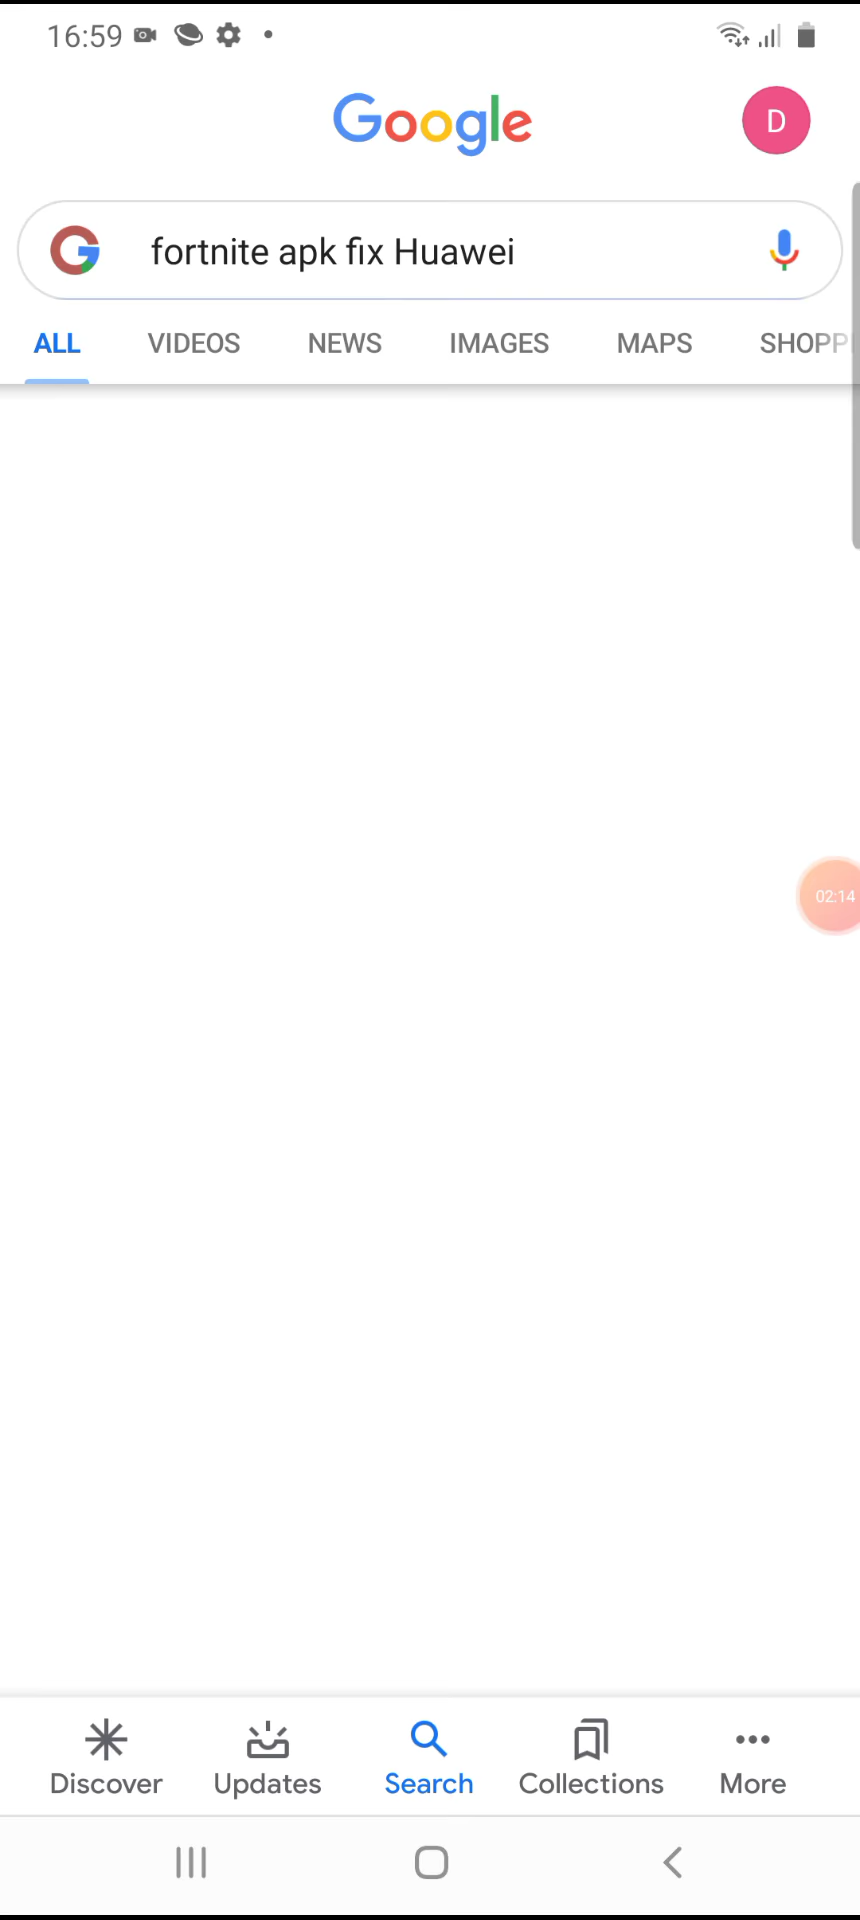 16:59
Google
D
fortnite apk fix Huawei
ALL VIDEOS NEWS IMAGES MAPS SHOPP
02:14
Discover Updates Search Collections More